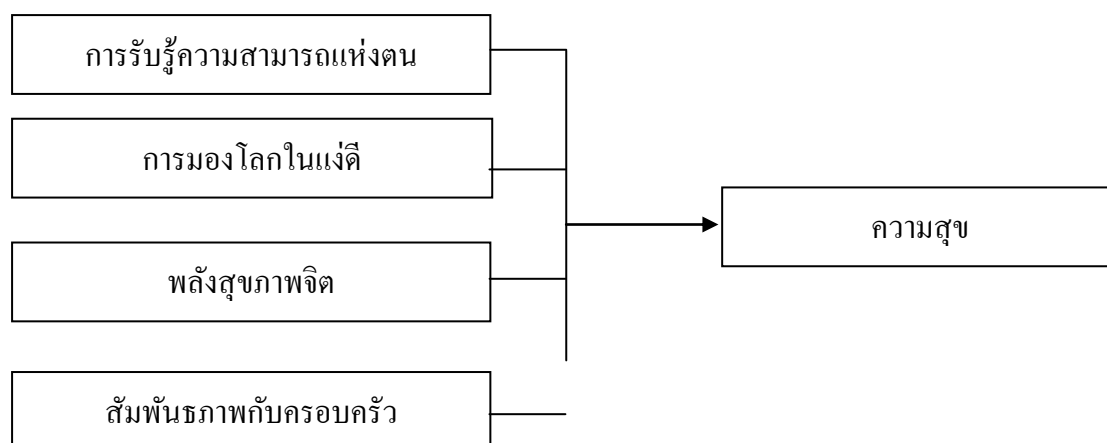 การรับรู้ความสามารถแห่งตน
การมองโลกในแง่ดี
ความสุข
พลังสุขภาพจิต
สัมพันธภาพกับครอบครัว